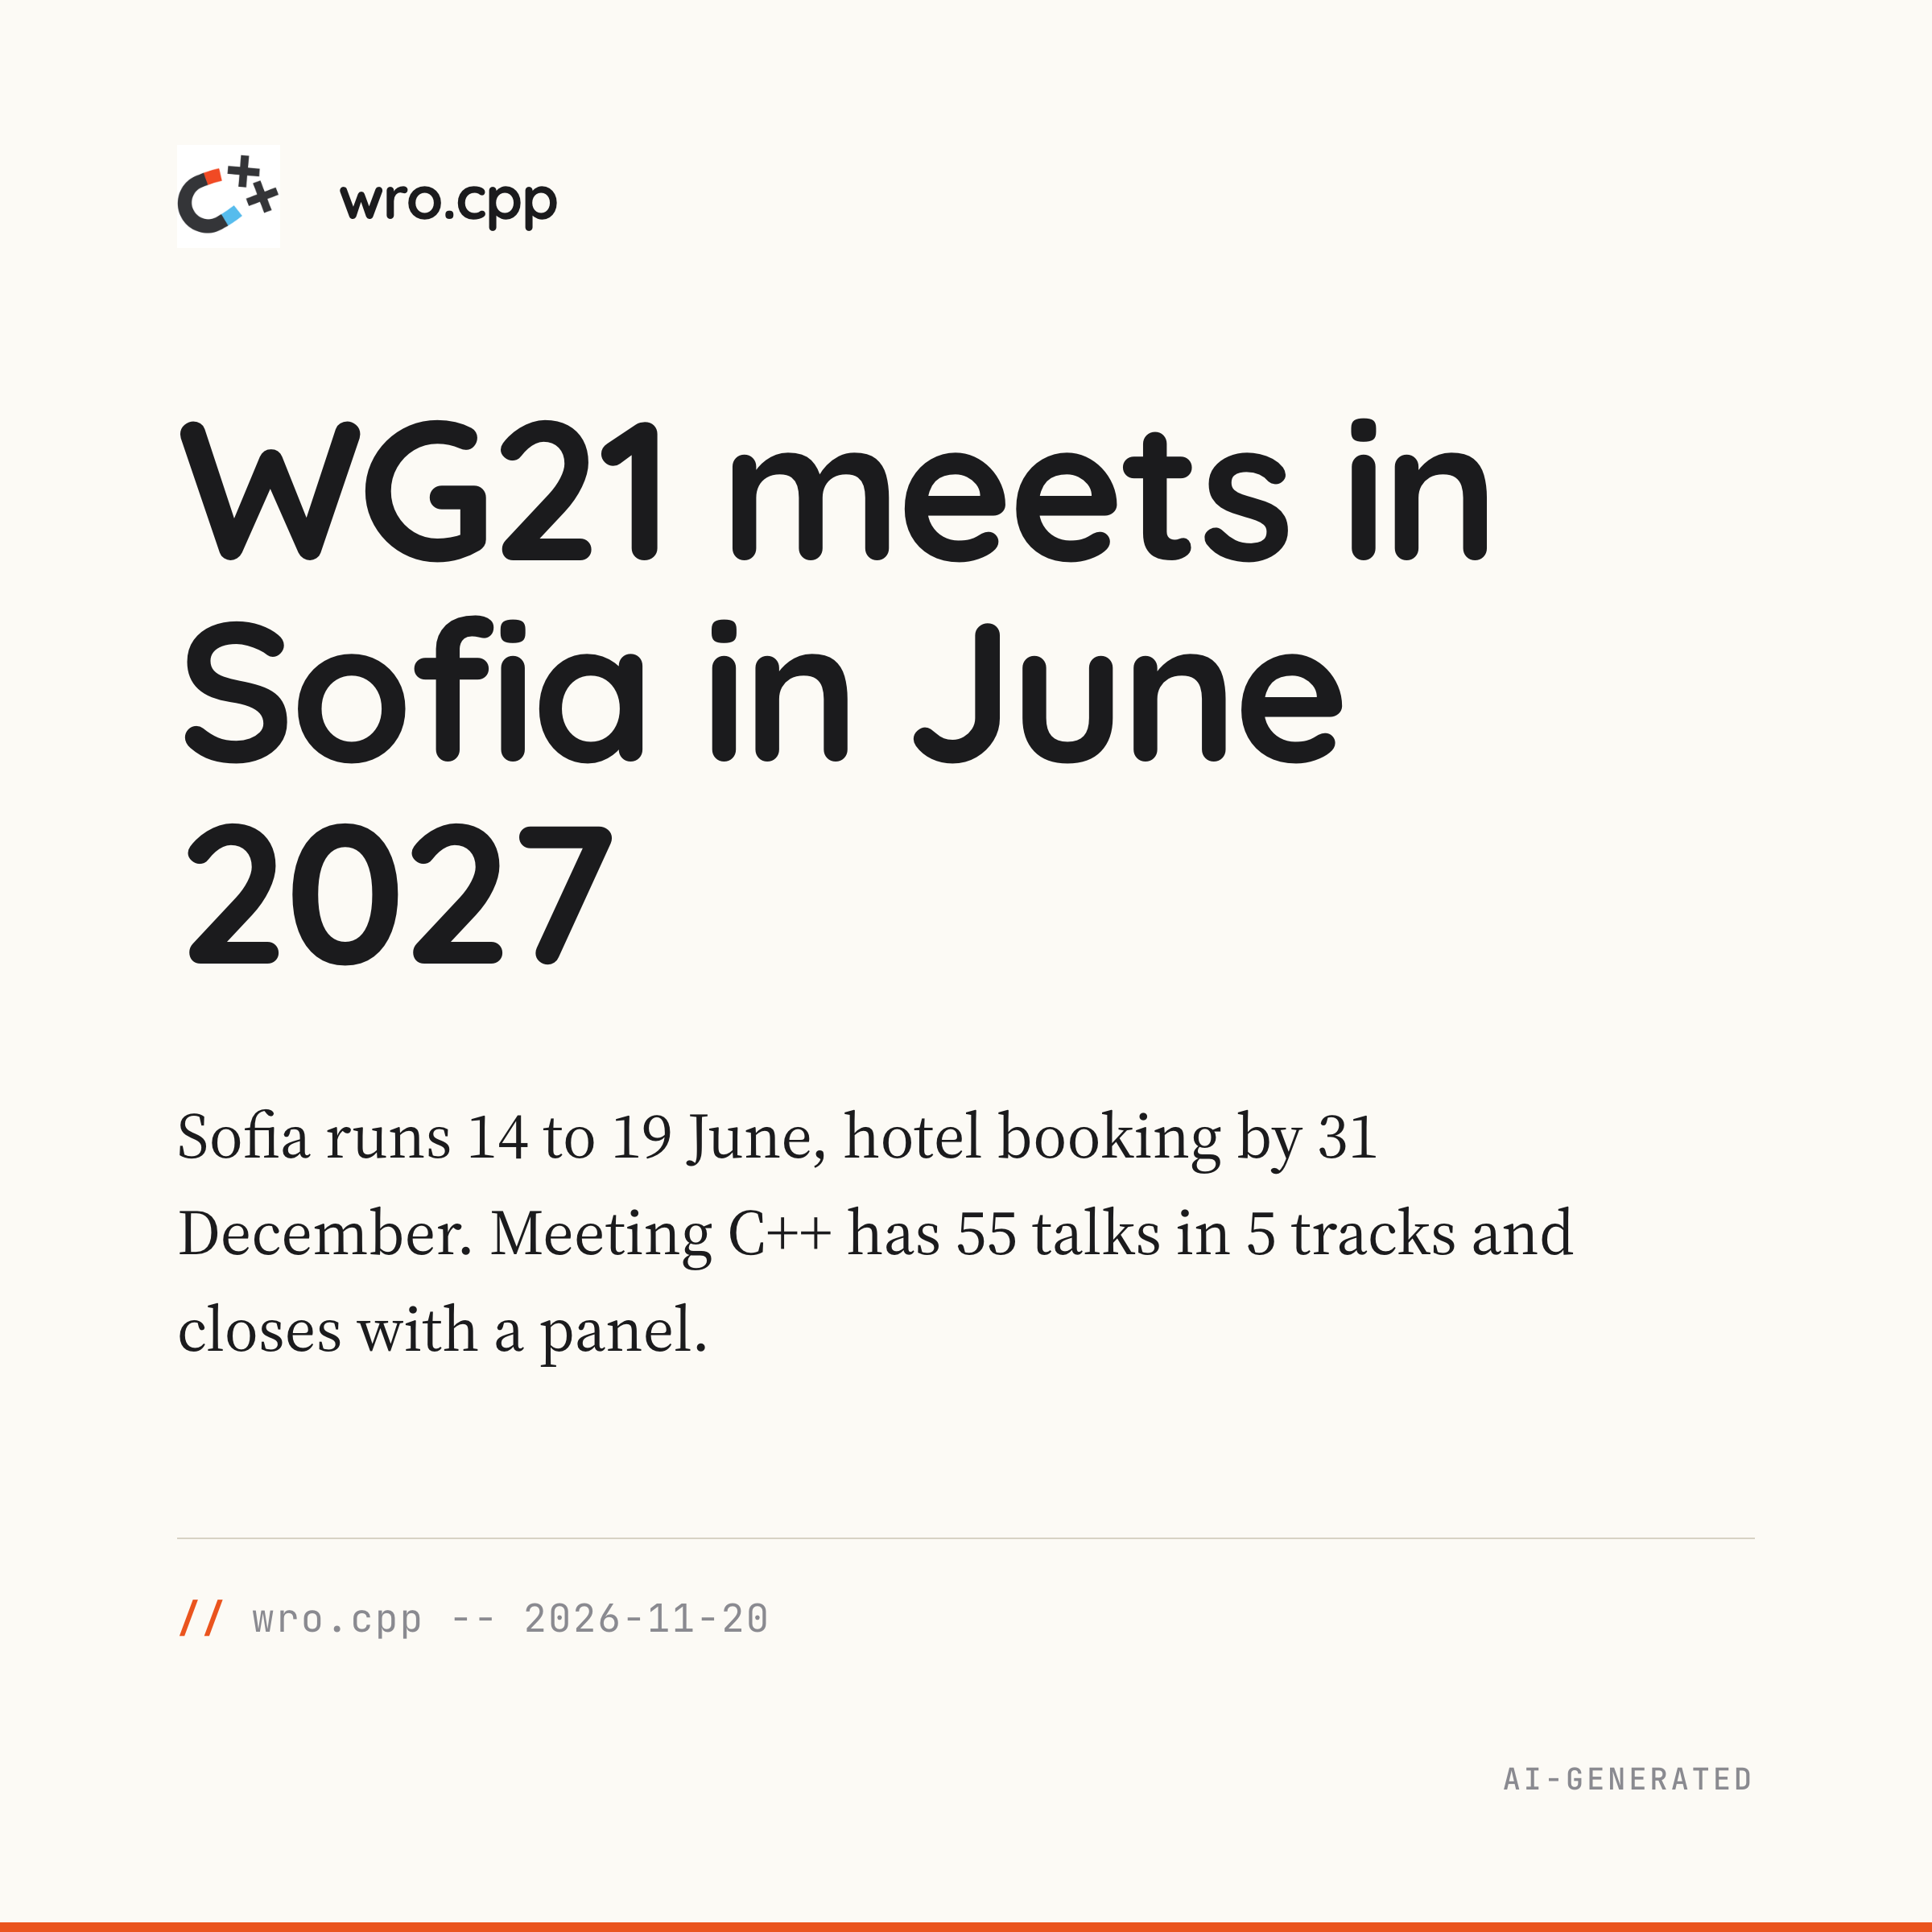 wro.cpp
WG21 meets in
Sofia in June
2027
Sofia runs 14 to 19 June, hotel booking by 31
December. Meeting C++ has 55 talks in 5 tracks and
closes with a panel.
// wro.cpp -- 2026-11-20
AI-GENERATED